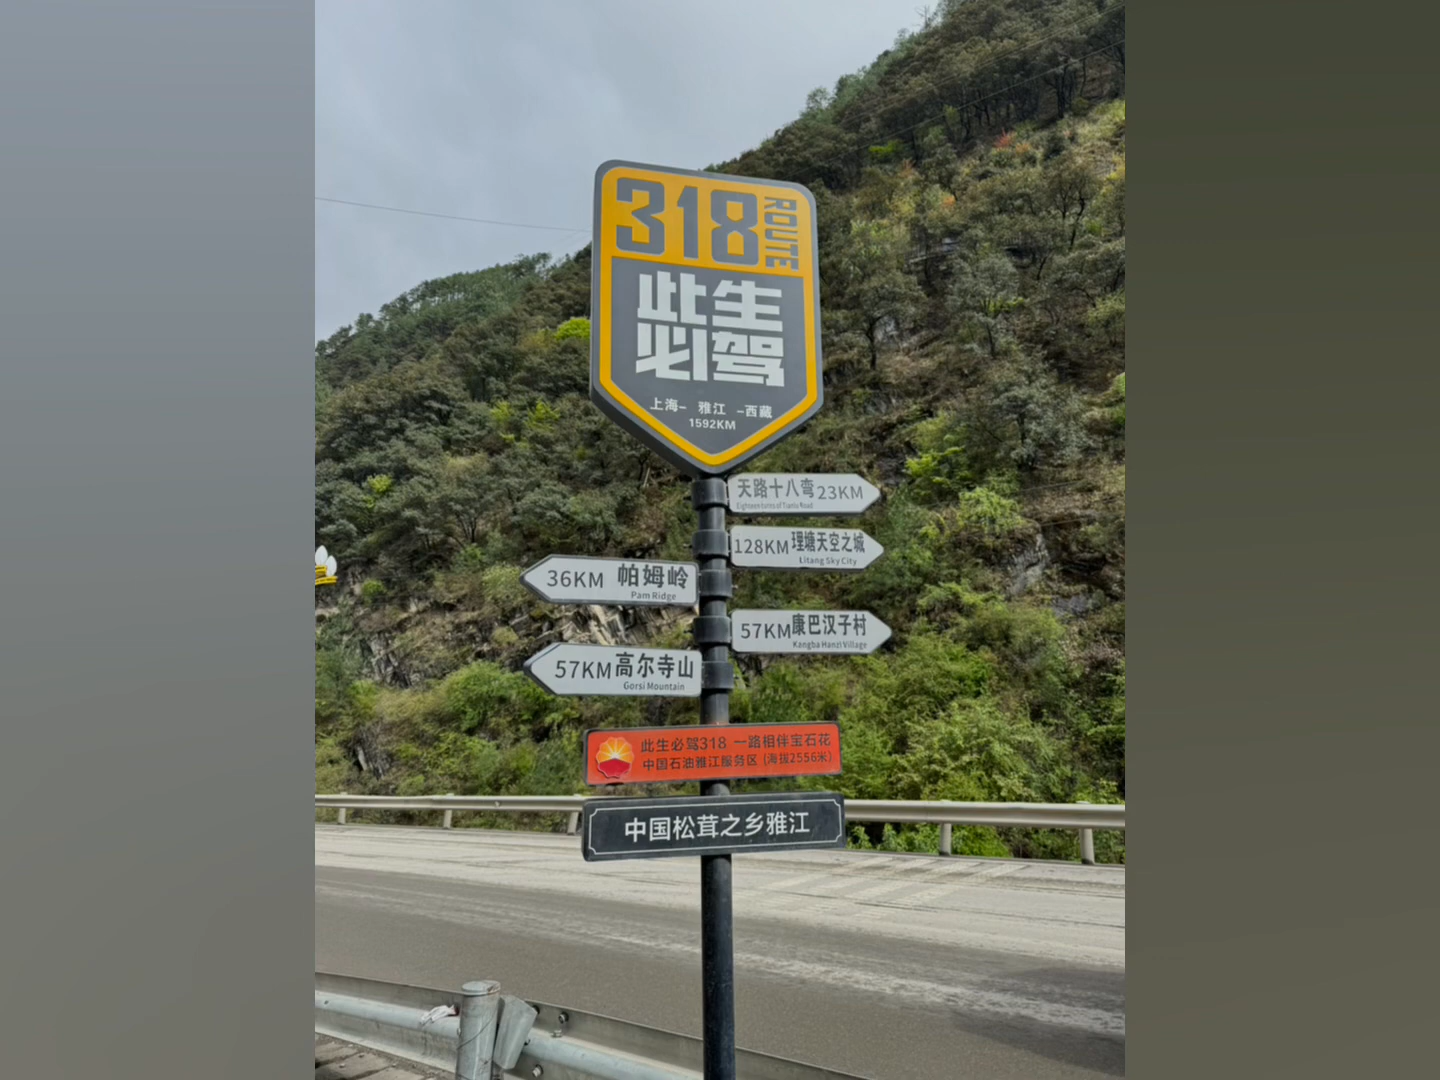 318 ROUTE
此生
必驾
上海- 雅江 -西藏
1592KM
天路十八弯 23KM
Eighteen turns of Tianlu Road
128KM 理塘天空之城
Litang Sky City
36KM 帕姆岭
Pam Ridge
57KM 康巴汉子村
Kangba Hanzi Village
57KM 高尔寺山
Gorsi Mountain
此生必驾318 一路相伴宝石花
中国石油雅江服务区 (海拔2556米)
中国松茸之乡雅江